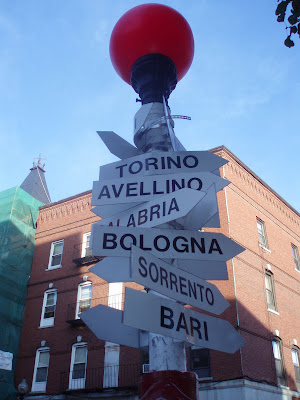 TORINO
AVELLINO
ALABRIA
BOLOGNA
SORRENTO
BARI